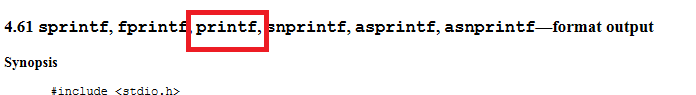 4.61 sprintf, fprintf, printf, snprintf, asprintf, asnprintf—format output
Synopsis
#include <stdio.h>